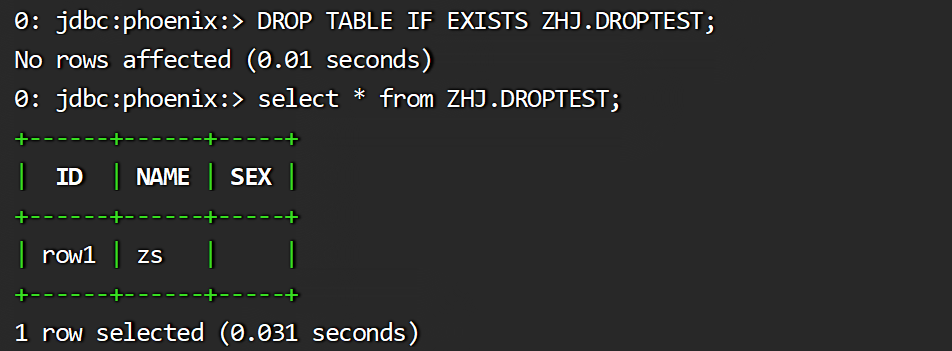 0: jdbc:phoenix:> DROP TABLE IF EXISTS ZHJ.DROPTEST;
No rows affected (0.01 seconds)
0: jdbc:phoenix:> select * from ZHJ.DROPTEST;
+------+------+-----+
|  ID  | NAME | SEX |
+------+------+-----+
| row1 | zs   |     |
+------+------+-----+
1 row selected (0.031 seconds)